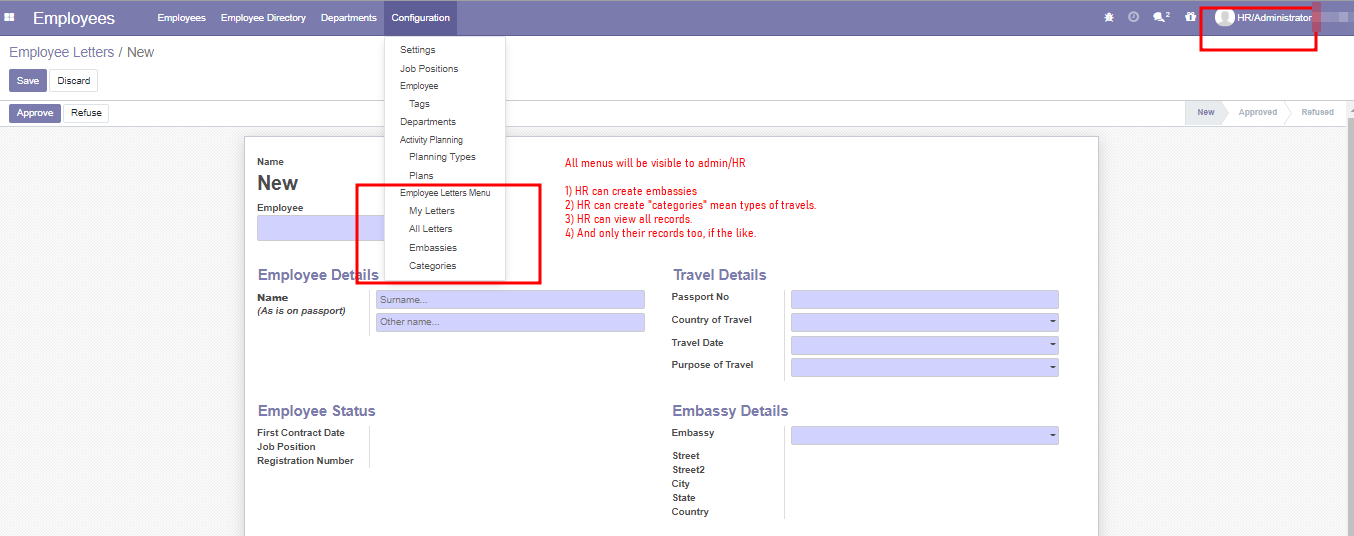 Employees Employees Employee Directory Departments Configuration 2 HR/Administrator
Employee Letters / New
Save Discard
Approve Refuse New Approved Refused
Settings
Job Positions
Employee
Tags
Departments
Activity Planning
Planning Types
Plans
Employee Letters Menu
My Letters
All Letters
Embassies
Categories
Name
New
Employee
All menus will be visible to admin/HR
1) HR can create embassies
2) HR can create "categories" mean types of travels.
3) HR can view all records.
4) And only their records too, if the like.
Employee Details
Name
(As is on passport)
Surname...
Other name...
Travel Details
Passport No
Country of Travel
Travel Date
Purpose of Travel
Employee Status
First Contract Date
Job Position
Registration Number
Embassy Details
Embassy
Street
Street2
City
State
Country